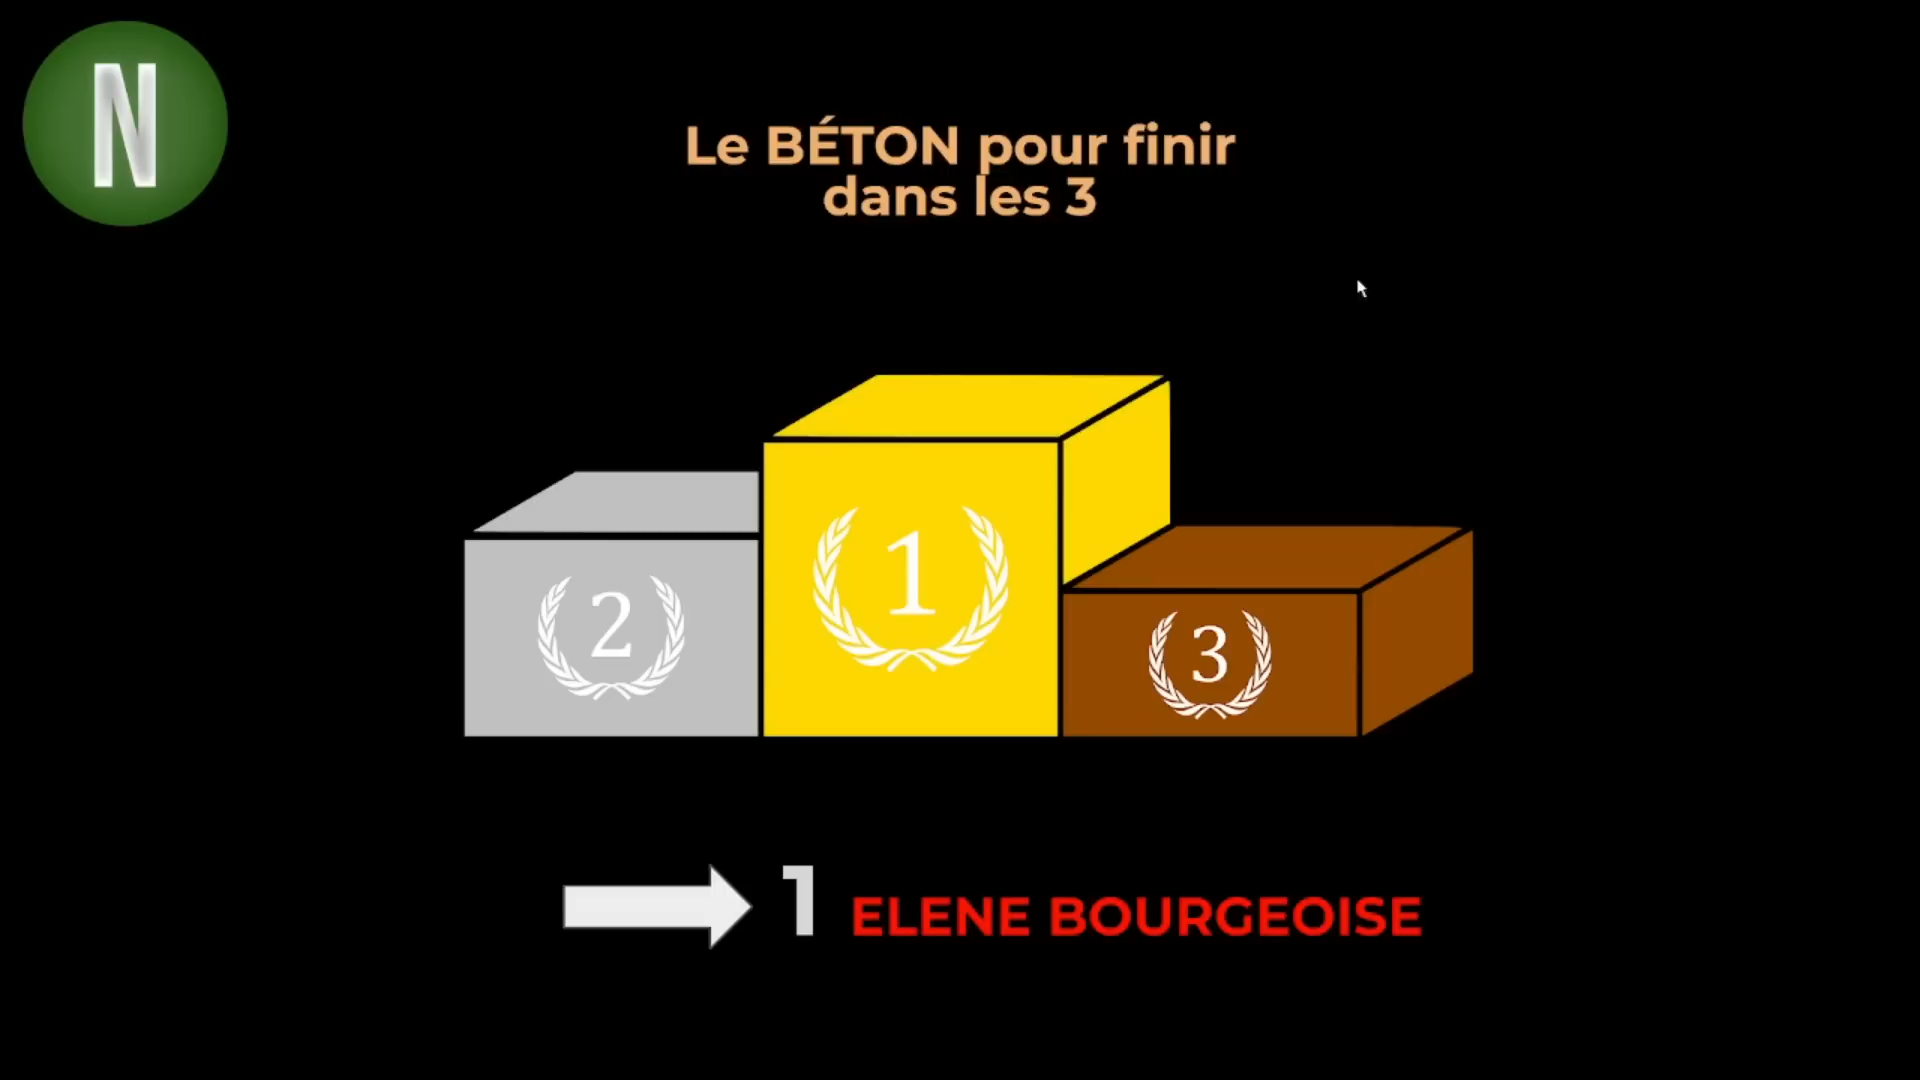 N
Le BÉTON pour finir
dans les 3
1
2
3
1 ELENE BOURGEOISE